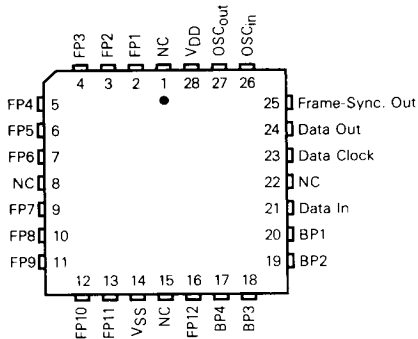 FP3 FP2 FP1 NC VDD OSCout OSCin
4 3 2 1 28 27 26
FP4 5 25 Frame-Sync. Out
FP5 6 24 Data Out
FP6 7 23 Data Clock
NC 8 22 NC
FP7 9 21 Data In
FP8 10 20 BP1
FP9 11 19 BP2
12 13 14 15 16 17 18
FP10 FP11 VSS NC FP12 BP4 BP3